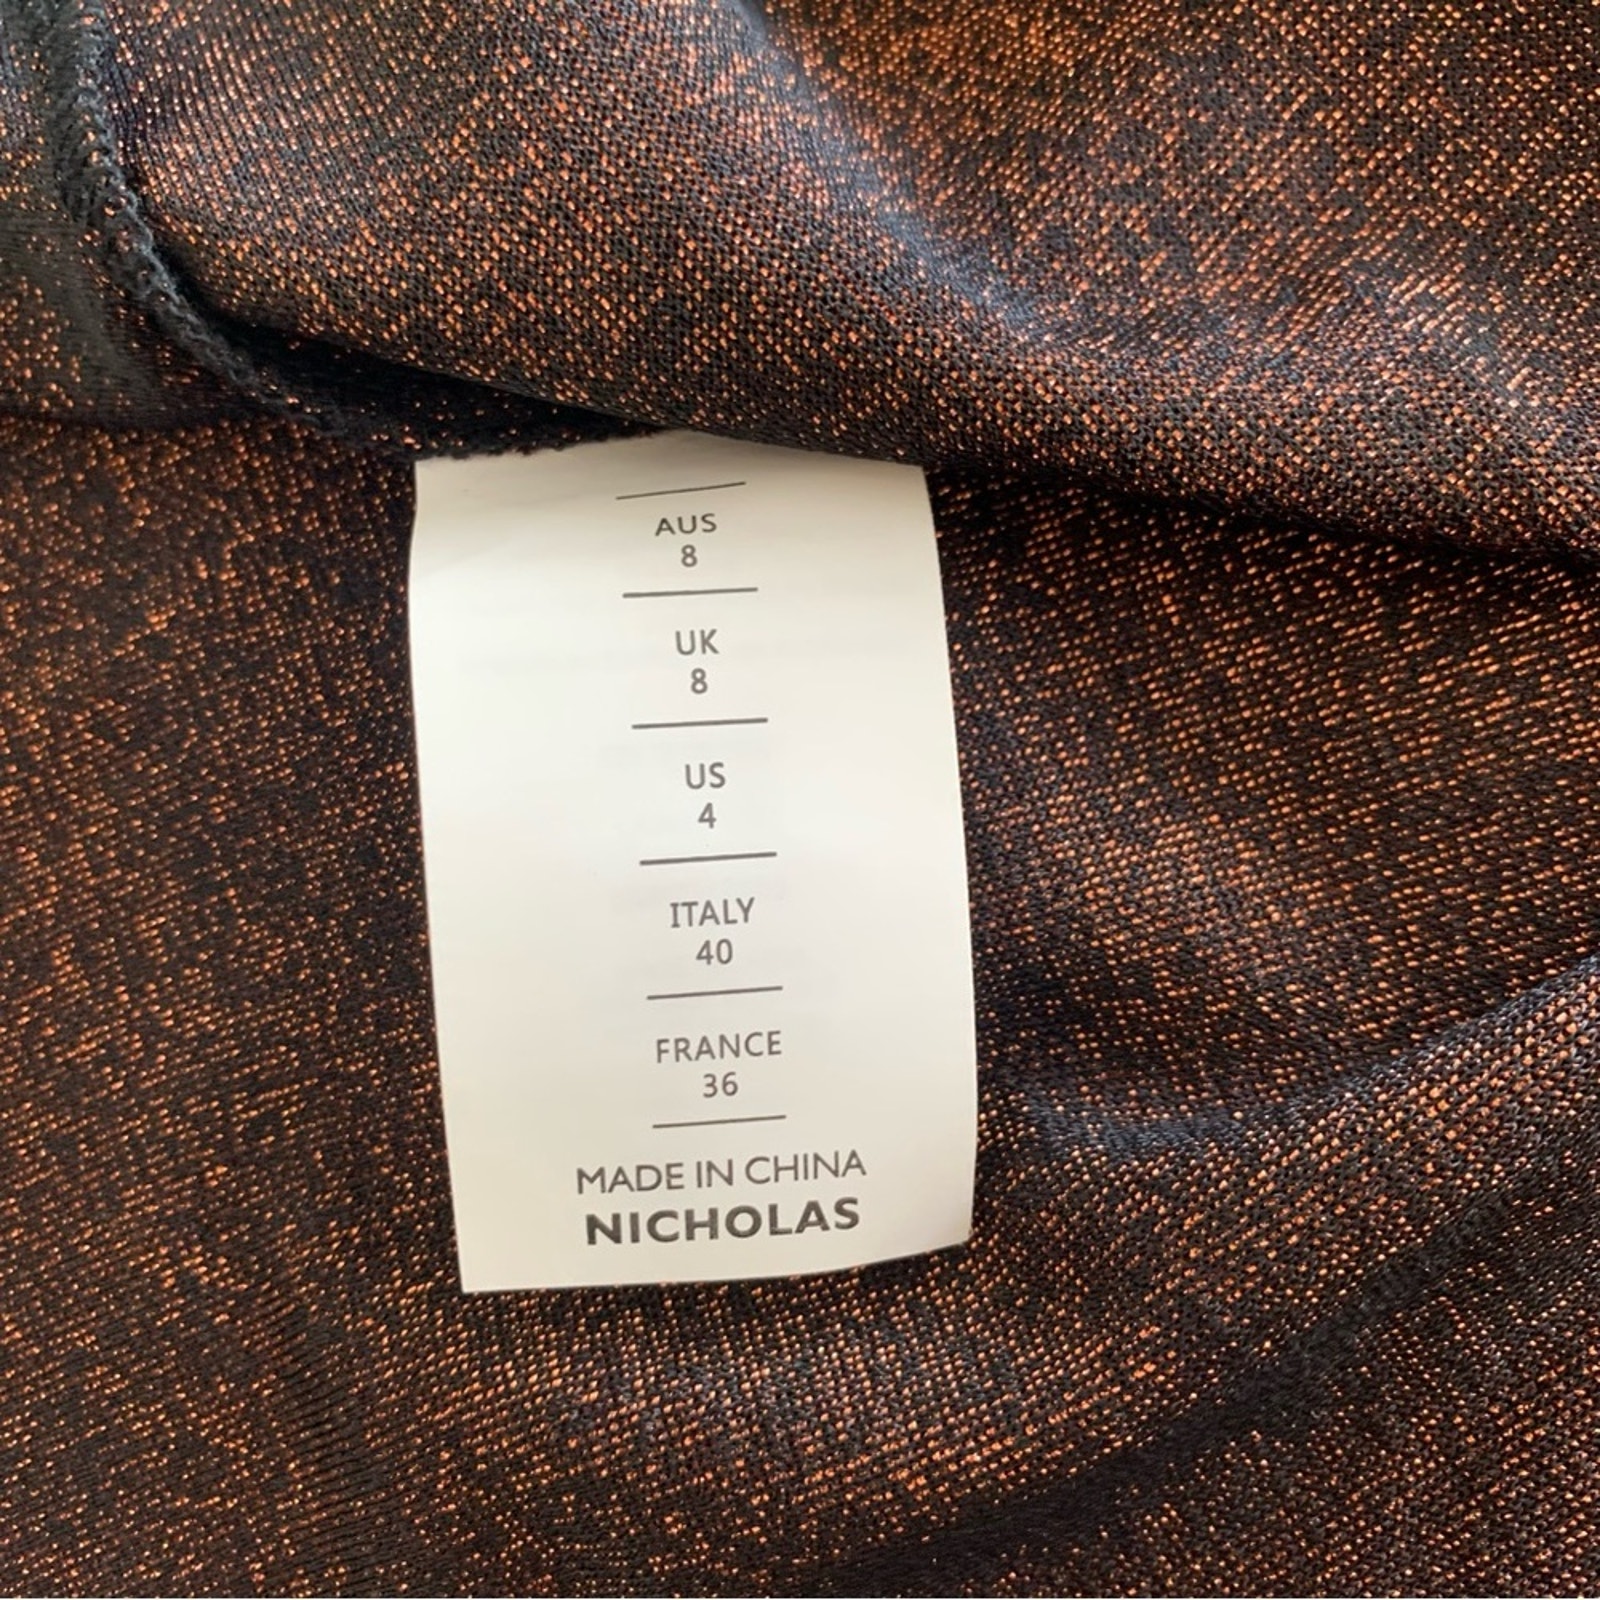 AUS
8
UK
8
US
4
ITALY
40
FRANCE
36
MADE IN CHINA
NICHOLAS